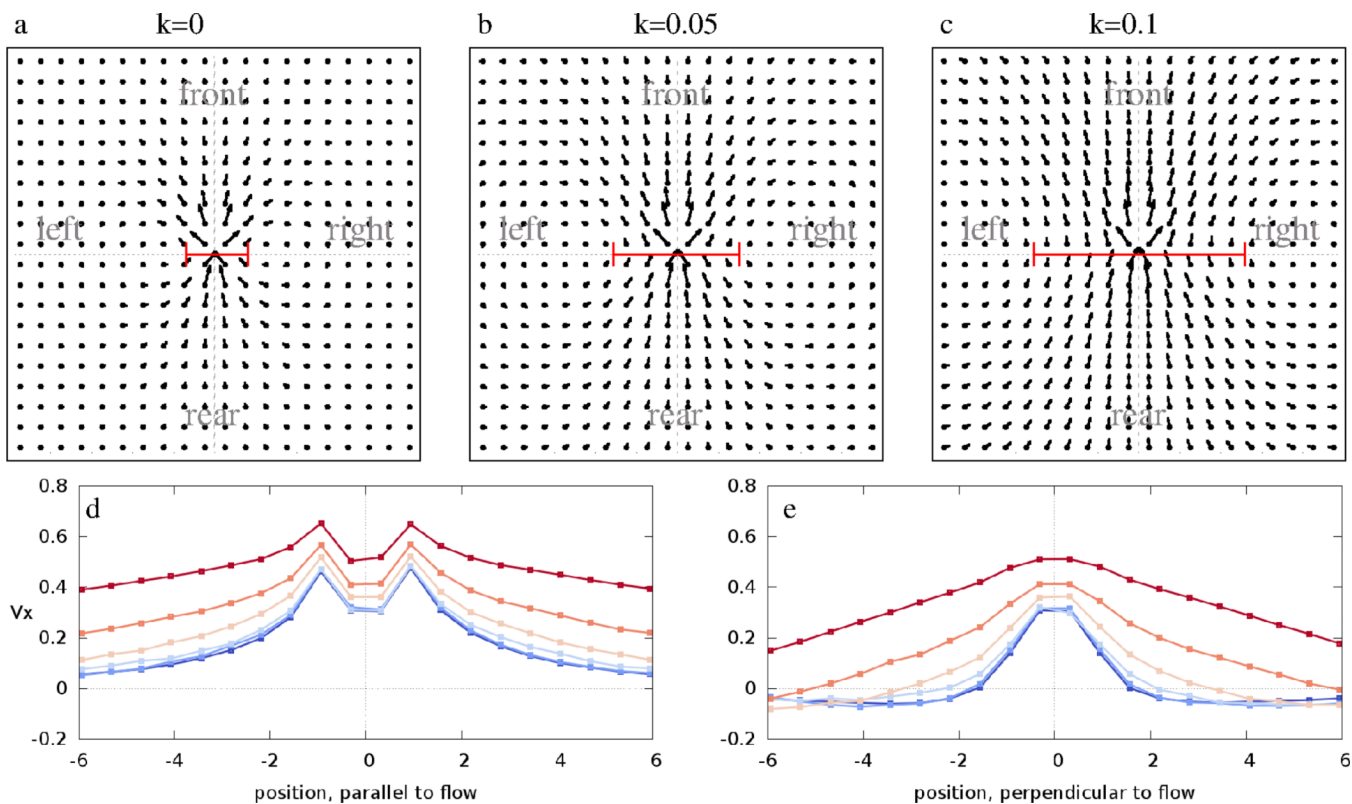 a k=0 b k=0.05 c k=0.1
front front front
left right left right left right
rear rear rear
0.8 d 0.8 e
0.6 0.6
0.4 0.4
Vx
0.2 0.2
0 0
-0.2 -0.2
-6 -4 -2 0 2 4 6 -6 -4 -2 0 2 4 6
position, parallel to flow position, perpendicular to flow